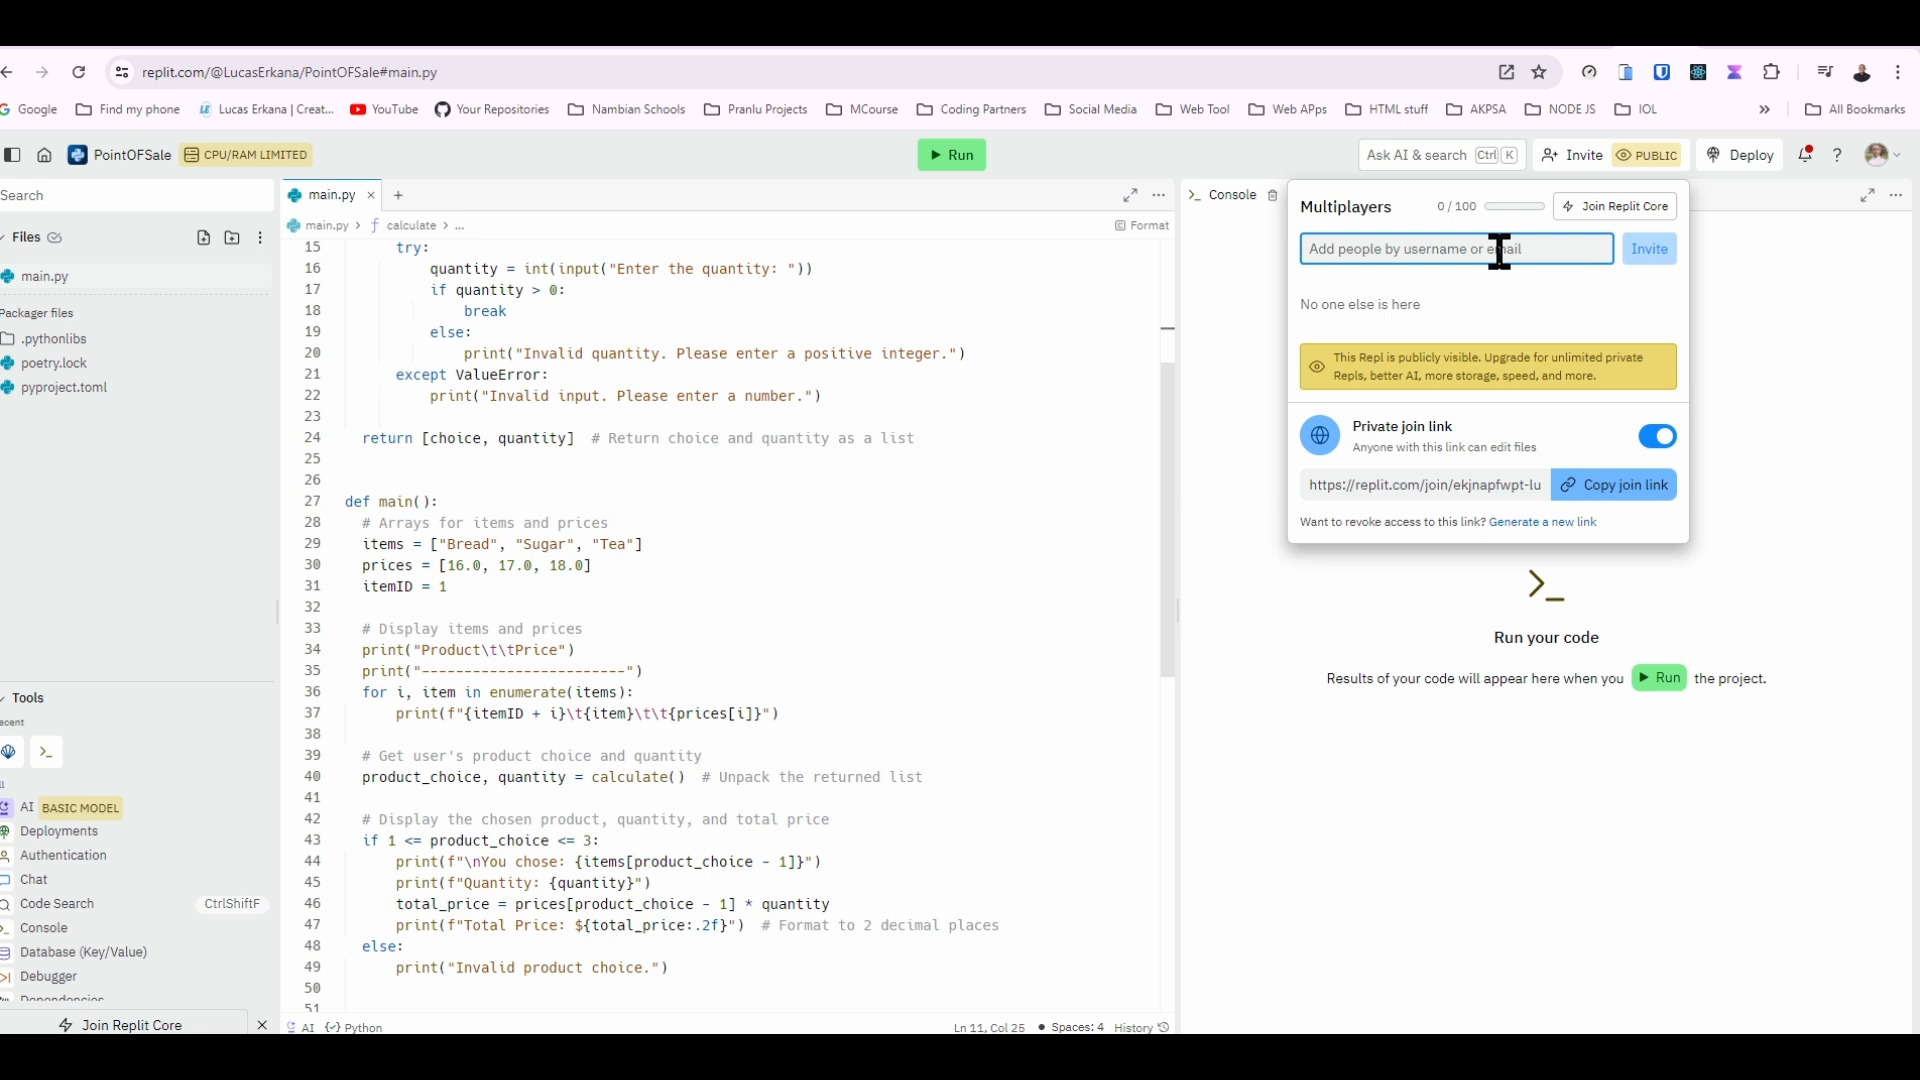 replit.com/@LucasErkana/PointOFSale#main.py
Google Find my phone Lucas Erkana | Creat... YouTube Your Repositories Nambian Schools Pranlu Projects MCourse Coding Partners Social Media Web Tool Web APps HTML stuff AKPSA NODE JS IOL » All Bookmarks
PointOFSale CPU/RAM LIMITED Run Ask AI & search Ctrl K Invite PUBLIC Deploy ?
Search
Files
main.py
Packager files
.pythonlibs
poetry.lock
pyproject.toml
Tools
ecent
AI BASIC MODEL
Deployments
Authentication
Chat
Code Search CtrlShiftF
Console
Database (Key/Value)
Debugger
Dependencies
Join Replit Core
main.py
main.py > calculate > ...
Format
15 try:
16 quantity = int(input("Enter the quantity: "))
17 if quantity > 0:
18 break
19 else:
20 print("Invalid quantity. Please enter a positive integer.")
21 except ValueError:
22 print("Invalid input. Please enter a number.")
23
24 return [choice, quantity] # Return choice and quantity as a list
25
26
27 def main():
28 # Arrays for items and prices
29 items = ["Bread", "Sugar", "Tea"]
30 prices = [16.0, 17.0, 18.0]
31 itemID = 1
32
33 # Display items and prices
34 print("Product\t\tPrice")
35 print("------------------------")
36 for i, item in enumerate(items):
37 print(f"{itemID + i}\t{item}\t\t{prices[i]}")
38
39 # Get user's product choice and quantity
40 product_choice, quantity = calculate() # Unpack the returned list
41
42 # Display the chosen product, quantity, and total price
43 if 1 <= product_choice <= 3:
44 print(f"\nYou chose: {items[product_choice - 1]}")
45 print(f"Quantity: {quantity}")
46 total_price = prices[product_choice - 1] * quantity
47 print(f"Total Price: ${total_price:.2f}") # Format to 2 decimal places
48 else:
49 print("Invalid product choice.")
50
51
AI Python Ln 11, Col 25 Spaces: 4 History
Console
Multiplayers 0 / 100 Join Replit Core
Add people by username or email Invite
No one else is here
This Repl is publicly visible. Upgrade for unlimited private
Repls, better AI, more storage, speed, and more.
Private join link
Anyone with this link can edit files
https://replit.com/join/ekjnapfwpt-lu Copy join link
Want to revoke access to this link? Generate a new link
Run your code
Results of your code will appear here when you Run the project.